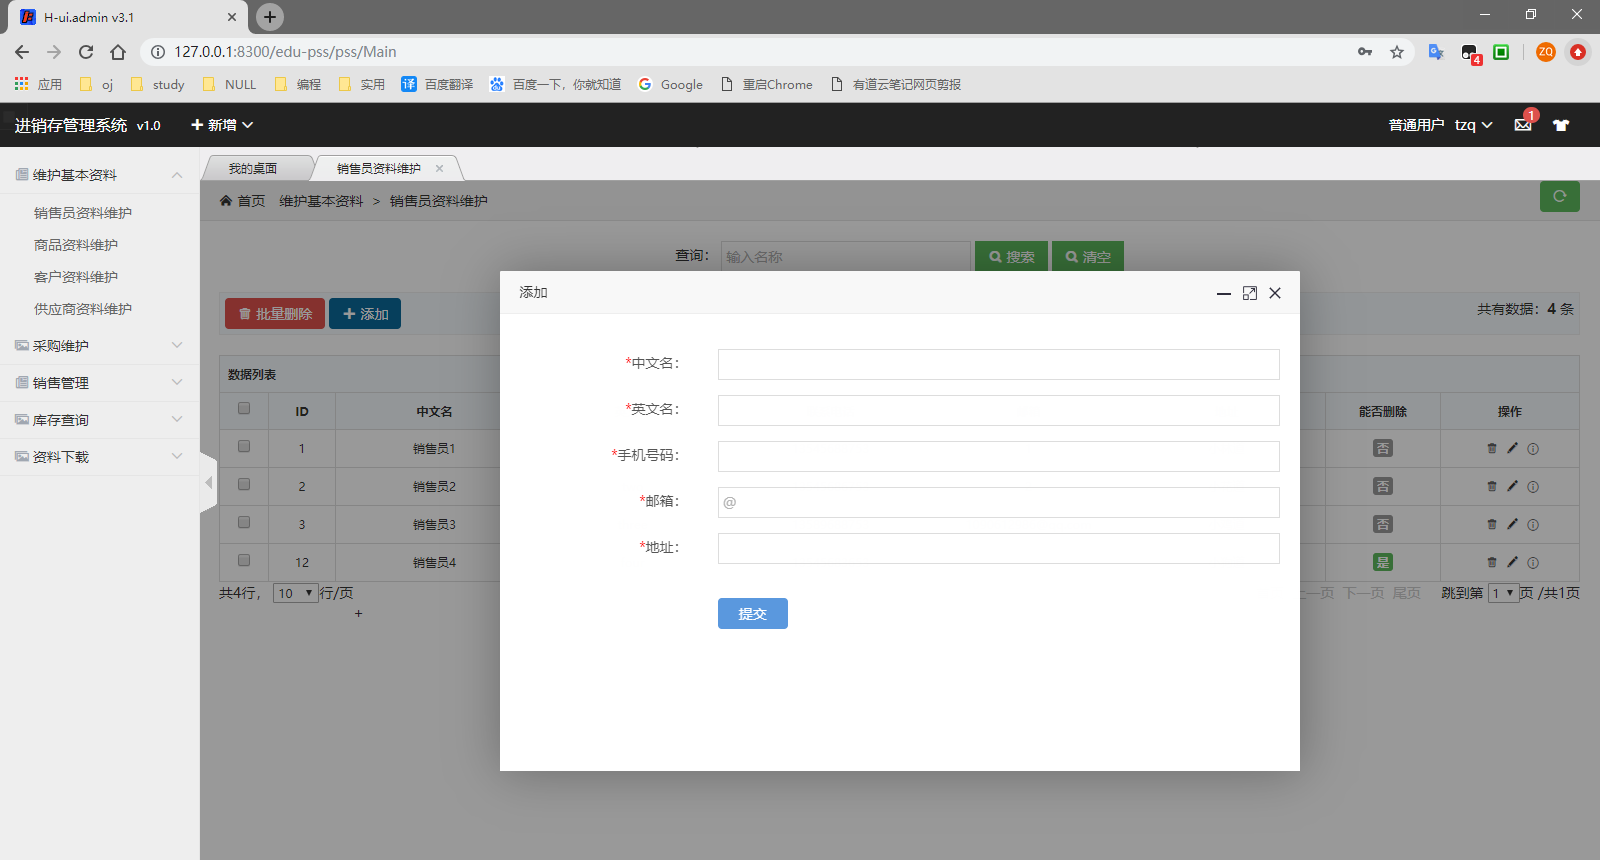 H-ui.admin v3.1
127.0.0.1:8300/edu-pss/pss/Main
4
ZQ
应用 oj study NULL 编程 实用 译 百度翻译 百度一下，你就知道 Google 重启Chrome 有道云笔记网页剪报
进销存管理系统 v1.0 + 新增 普通用户 tzq 1
维护基本资料
销售员资料维护
商品资料维护
客户资料维护
供应商资料维护
采购维护
销售管理
库存查询
资料下载
我的桌面 销售员资料维护
首页 维护基本资料 > 销售员资料维护
查询： 输入名称 搜索 清空
批量删除 + 添加 共有数据：4 条
数据列表
ID 中文名 能否删除 操作
1 销售员1 否
2 销售员2 否
3 销售员3 否
12 销售员4 是
共4行， 10 行/页 上一页 下一页 尾页 跳到第 1 页 /共1页
+
添加
*中文名：
*英文名：
*手机号码：
*邮箱： @
*地址：
提交